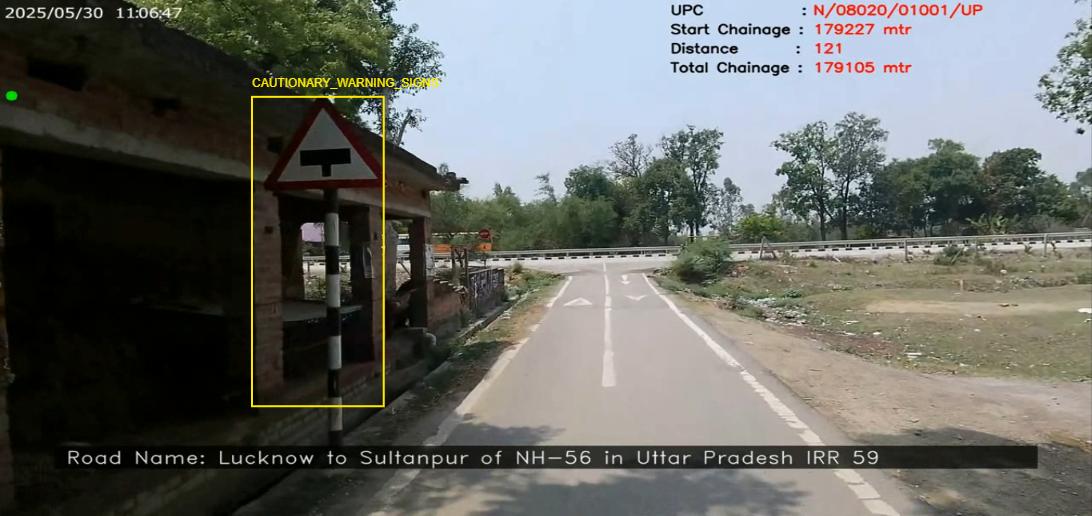 2025/05/30 11:06:47
UPC : N/08020/01001/UP
Start Chainage : 179227 mtr
Distance : 121
Total Chainage : 179105 mtr
CAUTIONARY_WARNING_SIGNS
Road Name: Lucknow to Sultanpur of NH-56 in Uttar Pradesh IRR 59